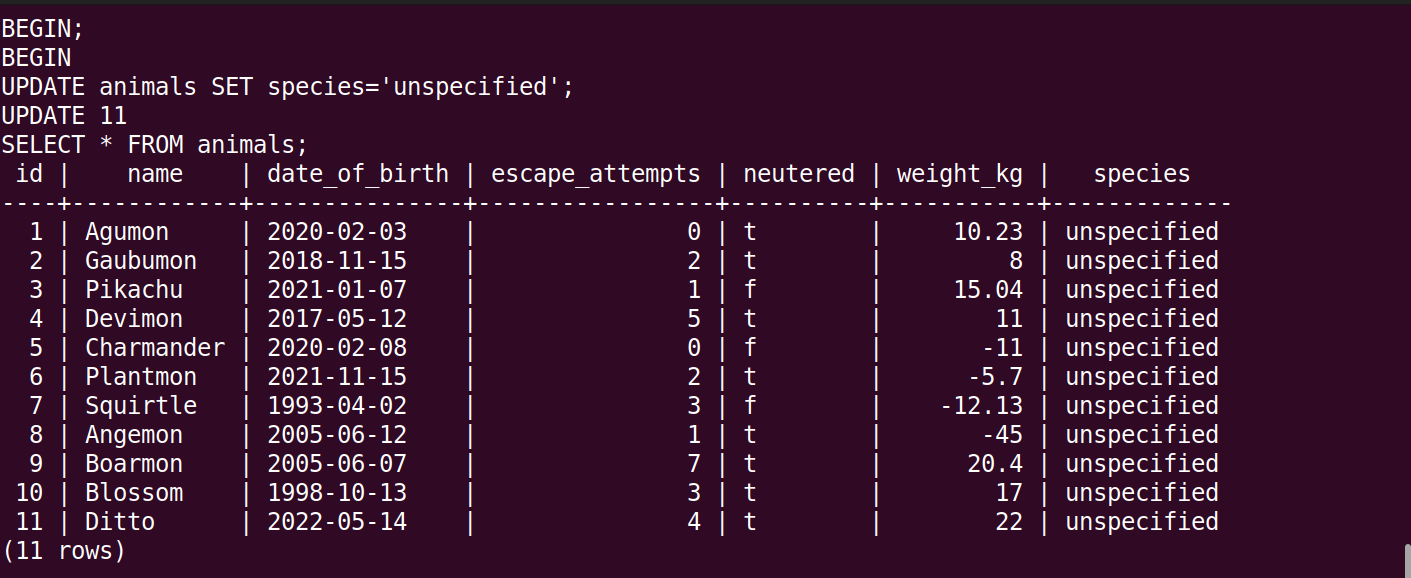 BEGIN;
BEGIN
UPDATE animals SET species='unspecified';
UPDATE 11
SELECT * FROM animals;
 id |    name    | date_of_birth | escape_attempts | neutered | weight_kg |   species
----+------------+---------------+-----------------+----------+-----------+-------------
  1 | Agumon     | 2020-02-03    |               0 | t        |     10.23 | unspecified
  2 | Gaubumon   | 2018-11-15    |               2 | t        |         8 | unspecified
  3 | Pikachu    | 2021-01-07    |               1 | f        |     15.04 | unspecified
  4 | Devimon    | 2017-05-12    |               5 | t        |        11 | unspecified
  5 | Charmander | 2020-02-08    |               0 | f        |       -11 | unspecified
  6 | Plantmon   | 2021-11-15    |               2 | t        |      -5.7 | unspecified
  7 | Squirtle   | 1993-04-02    |               3 | f        |    -12.13 | unspecified
  8 | Angemon    | 2005-06-12    |               1 | t        |       -45 | unspecified
  9 | Boarmon    | 2005-06-07    |               7 | t        |      20.4 | unspecified
 10 | Blossom    | 1998-10-13    |               3 | t        |        17 | unspecified
 11 | Ditto      | 2022-05-14    |               4 | t        |        22 | unspecified
(11 rows)